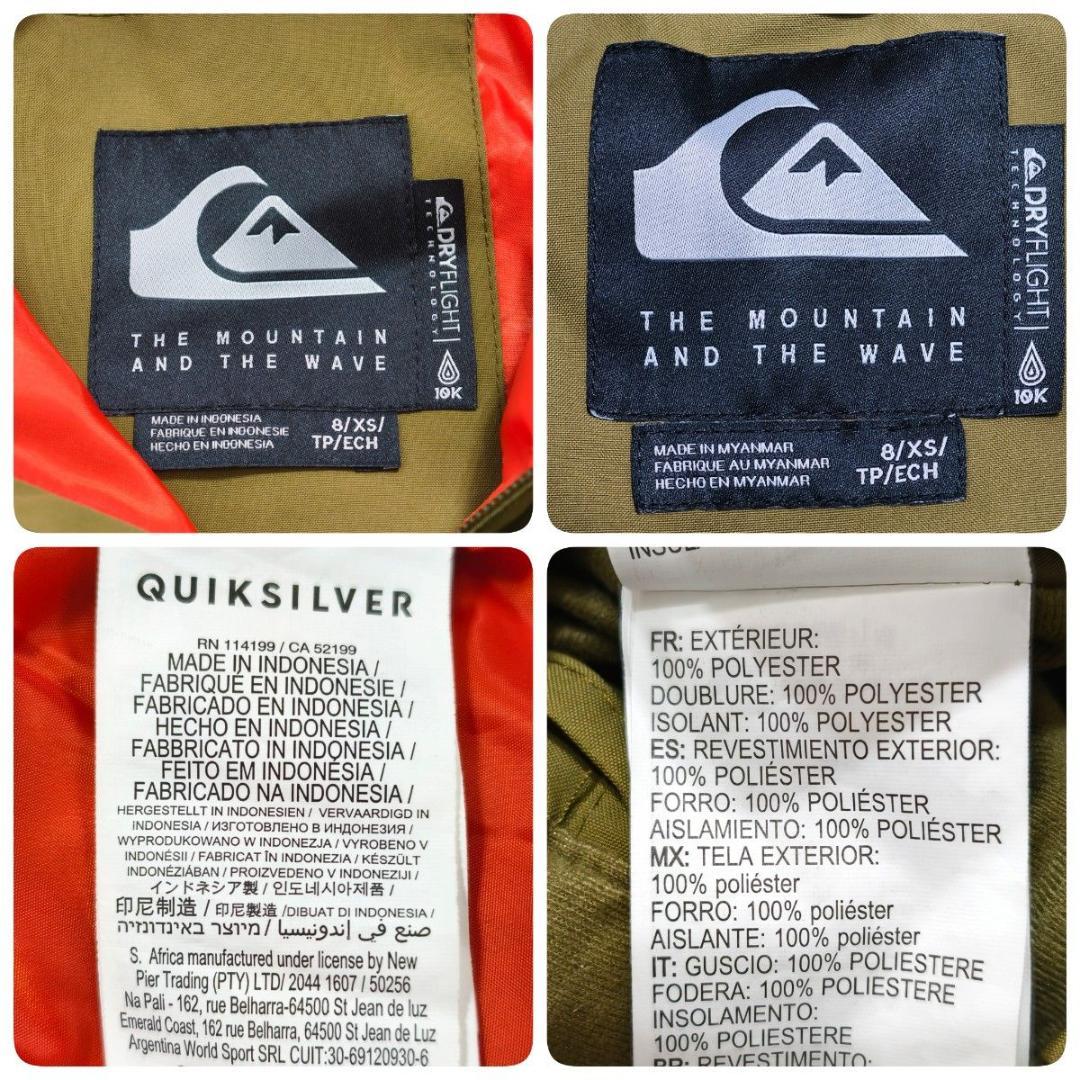 THE MOUNTAIN
AND THE WAVE
DRYFLIGHT
TECHNOLOGY
10K
MADE IN INDONESIA
FABRIQUE EN INDONESIE
HECHO EN INDONESIA
8/XS/
TP/ECH
THE MOUNTAIN
AND THE WAVE
DRYFLIGHT
TECHNOLOGY
10K
MADE IN MYANMAR
FABRIQUE AU MYANMAR
HECHO EN MYANMAR
8/XS/
TP/ECH
QUIKSILVER
RN 114199 / CA 52199
MADE IN INDONESIA /
FABRIQUE EN INDONESIE /
FABRICADO EN INDONESIA /
HECHO EN INDONESIA /
FABBRICATO IN INDONESIA /
FEITO EM INDONÉSIA /
FABRICADO NA INDONESIA /
HERGESTELLT IN INDONESIEN / VERVAARDIGD IN
INDONESIA / ИЗГОТОВЛЕНО В ИНДОНЕЗИЯ /
WYPRODUKOWANO W INDONEZJA / VYROBENO V
INDONÉSII / FABRICAT ÎN INDONEZIA / KÉSZÜLT
INDONÉZIÁBAN / PROIZVEDENO V INDONEZIJI /
インドネシア製 / 인도네시아제품 /
印尼制造 / 印尼製造 /DIBUAT DI INDONESIA /
صنع في إندونيسيا / מיוצר באינדונזיה
S. Africa manufactured under license by New
Pier Trading (PTY) LTD/ 2044 1607 / 50256
Na Pali - 162, rue Belharra-64500 St Jean de luz
Emerald Coast, 162 rue Belharra, 64500 St Jean de Luz
Argentina World Sport SRL CUIT:30-69120930-6
FR: EXTÉRIEUR:
100% POLYESTER
DOUBLURE: 100% POLYESTER
ISOLANT: 100% POLYESTER
ES: REVESTIMIENTO EXTERIOR:
100% POLIÉSTER
FORRO: 100% POLIÉSTER
AISLAMIENTO: 100% POLIÉSTER
MX: TELA EXTERIOR:
100% poliéster
FORRO: 100% poliéster
AISLANTE: 100% poliéster
IT: GUSCIO: 100% POLIESTERE
FODERA: 100% POLIESTERE
INSOLAMENTO:
100% POLIESTERE
REVESTIMENTO: